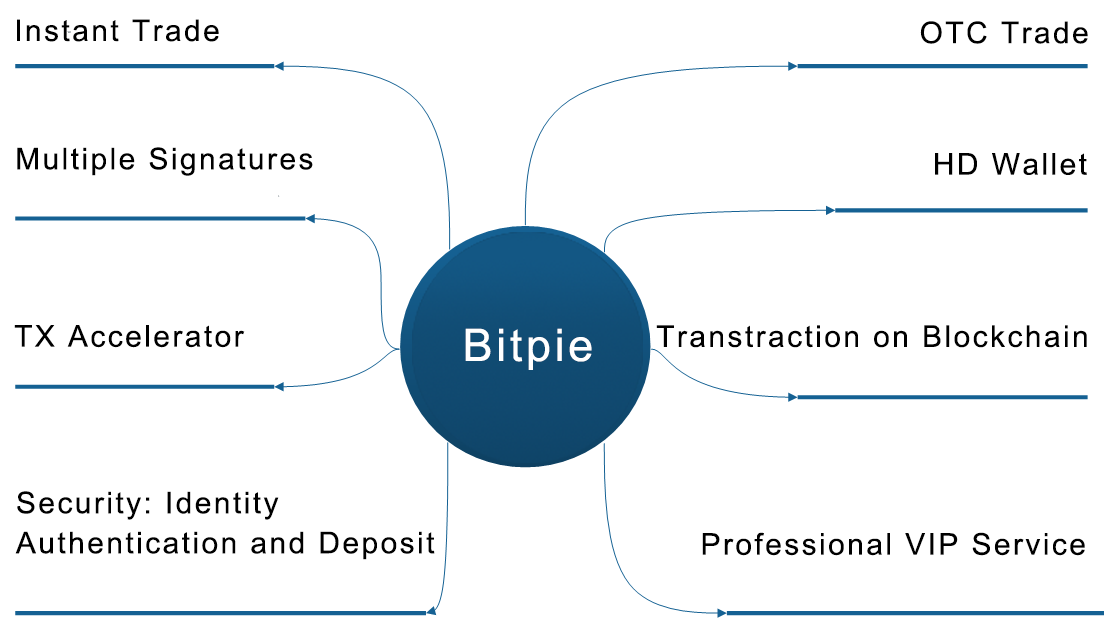 Instant Trade
OTC Trade
Multiple Signatures
HD Wallet
TX Accelerator
Bitpie
Transtraction on Blockchain
Security: Identity
Authentication and Deposit
Professional VIP Service